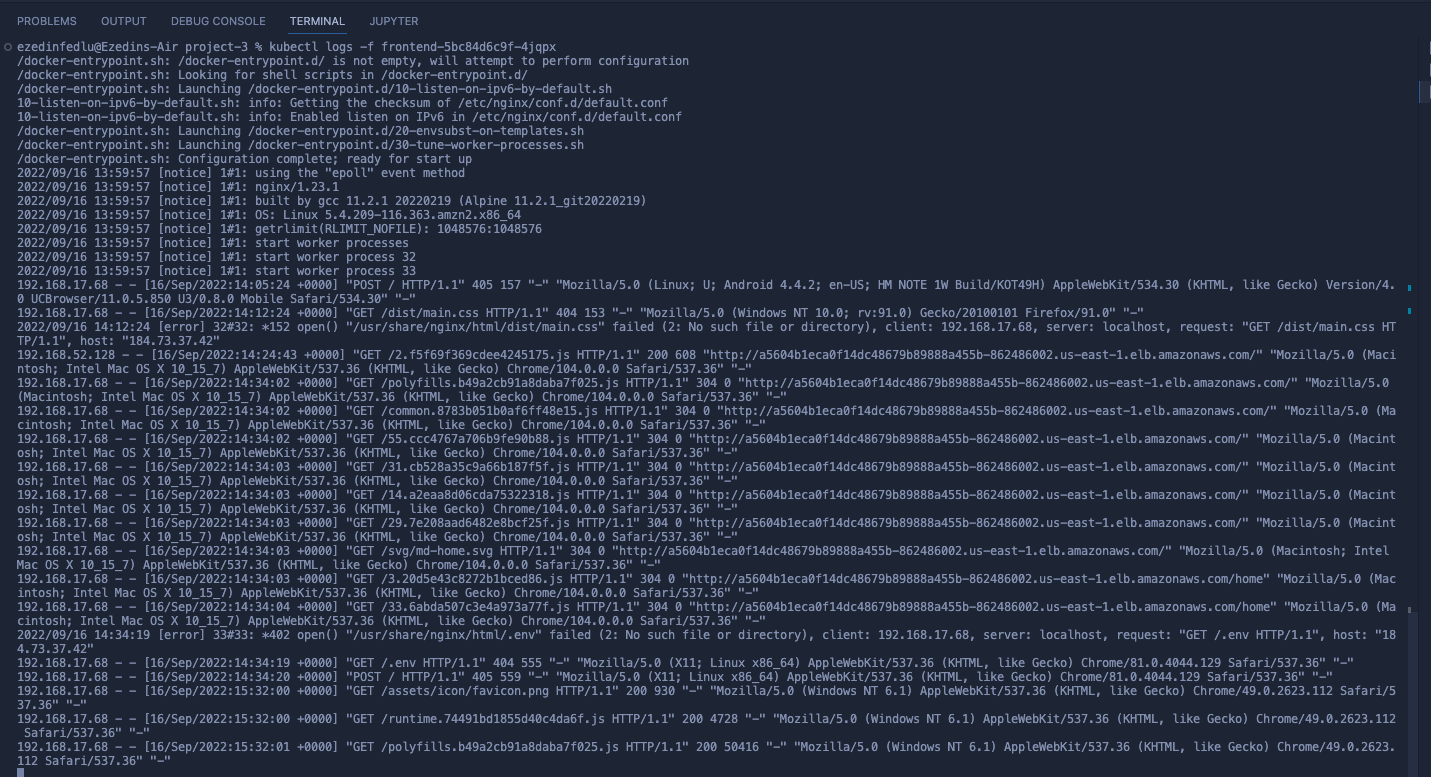 PROBLEMS OUTPUT DEBUG CONSOLE TERMINAL JUPYTER
ezedinfedlu@Ezedins-Air project-3 % kubectl logs -f frontend-5bc84d6c9f-4jqpx
/docker-entrypoint.sh: /docker-entrypoint.d/ is not empty, will attempt to perform configuration
/docker-entrypoint.sh: Looking for shell scripts in /docker-entrypoint.d/
/docker-entrypoint.sh: Launching /docker-entrypoint.d/10-listen-on-ipv6-by-default.sh
10-listen-on-ipv6-by-default.sh: info: Getting the checksum of /etc/nginx/conf.d/default.conf
10-listen-on-ipv6-by-default.sh: info: Enabled listen on IPv6 in /etc/nginx/conf.d/default.conf
/docker-entrypoint.sh: Launching /docker-entrypoint.d/20-envsubst-on-templates.sh
/docker-entrypoint.sh: Launching /docker-entrypoint.d/30-tune-worker-processes.sh
/docker-entrypoint.sh: Configuration complete; ready for start up
2022/09/16 13:59:57 [notice] 1#1: using the "epoll" event method
2022/09/16 13:59:57 [notice] 1#1: nginx/1.23.1
2022/09/16 13:59:57 [notice] 1#1: built by gcc 11.2.1 20220219 (Alpine 11.2.1_git20220219)
2022/09/16 13:59:57 [notice] 1#1: OS: Linux 5.4.209-116.363.amzn2.x86_64
2022/09/16 13:59:57 [notice] 1#1: getrlimit(RLIMIT_NOFILE): 1048576:1048576
2022/09/16 13:59:57 [notice] 1#1: start worker processes
2022/09/16 13:59:57 [notice] 1#1: start worker process 32
2022/09/16 13:59:57 [notice] 1#1: start worker process 33
192.168.17.68 - - [16/Sep/2022:14:05:24 +0000] "POST / HTTP/1.1" 405 157 "-" "Mozilla/5.0 (Linux; U; Android 4.4.2; en-US; HM NOTE 1W Build/KOT49H) AppleWebKit/534.30 (KHTML, like Gecko) Version/4.
0 UCBrowser/11.0.5.850 U3/0.8.0 Mobile Safari/534.30" "-"
192.168.17.68 - - [16/Sep/2022:14:12:24 +0000] "GET /dist/main.css HTTP/1.1" 404 153 "-" "Mozilla/5.0 (Windows NT 10.0; rv:91.0) Gecko/20100101 Firefox/91.0" "-"
2022/09/16 14:12:24 [error] 32#32: *152 open() "/usr/share/nginx/html/dist/main.css" failed (2: No such file or directory), client: 192.168.17.68, server: localhost, request: "GET /dist/main.css HT
TP/1.1", host: "184.73.37.42"
192.168.52.128 - - [16/Sep/2022:14:24:43 +0000] "GET /2.f5f69f369cdee4245175.js HTTP/1.1" 200 608 "http://a5604b1eca0f14dc48679b89888a455b-862486002.us-east-1.elb.amazonaws.com/" "Mozilla/5.0 (Maci
ntosh; Intel Mac OS X 10_15_7) AppleWebKit/537.36 (KHTML, like Gecko) Chrome/104.0.0.0 Safari/537.36" "-"
192.168.17.68 - - [16/Sep/2022:14:34:02 +0000] "GET /polyfills.b49a2cb91a8daba7f025.js HTTP/1.1" 304 0 "http://a5604b1eca0f14dc48679b89888a455b-862486002.us-east-1.elb.amazonaws.com/" "Mozilla/5.0
(Macintosh; Intel Mac OS X 10_15_7) AppleWebKit/537.36 (KHTML, like Gecko) Chrome/104.0.0.0 Safari/537.36" "-"
192.168.17.68 - - [16/Sep/2022:14:34:02 +0000] "GET /common.8783b051b0af6ff48e15.js HTTP/1.1" 304 0 "http://a5604b1eca0f14dc48679b89888a455b-862486002.us-east-1.elb.amazonaws.com/" "Mozilla/5.0 (Ma
cintosh; Intel Mac OS X 10_15_7) AppleWebKit/537.36 (KHTML, like Gecko) Chrome/104.0.0.0 Safari/537.36" "-"
192.168.17.68 - - [16/Sep/2022:14:34:02 +0000] "GET /55.ccc4767a706b9fe90b88.js HTTP/1.1" 304 0 "http://a5604b1eca0f14dc48679b89888a455b-862486002.us-east-1.elb.amazonaws.com/" "Mozilla/5.0 (Macint
osh; Intel Mac OS X 10_15_7) AppleWebKit/537.36 (KHTML, like Gecko) Chrome/104.0.0.0 Safari/537.36" "-"
192.168.17.68 - - [16/Sep/2022:14:34:03 +0000] "GET /31.cb528a35c9a66b187f5f.js HTTP/1.1" 304 0 "http://a5604b1eca0f14dc48679b89888a455b-862486002.us-east-1.elb.amazonaws.com/" "Mozilla/5.0 (Macint
osh; Intel Mac OS X 10_15_7) AppleWebKit/537.36 (KHTML, like Gecko) Chrome/104.0.0.0 Safari/537.36" "-"
192.168.17.68 - - [16/Sep/2022:14:34:03 +0000] "GET /14.a2eaa8d06cda75322318.js HTTP/1.1" 304 0 "http://a5604b1eca0f14dc48679b89888a455b-862486002.us-east-1.elb.amazonaws.com/" "Mozilla/5.0 (Macint
osh; Intel Mac OS X 10_15_7) AppleWebKit/537.36 (KHTML, like Gecko) Chrome/104.0.0.0 Safari/537.36" "-"
192.168.17.68 - - [16/Sep/2022:14:34:03 +0000] "GET /29.7e208aad6482e8bcf25f.js HTTP/1.1" 304 0 "http://a5604b1eca0f14dc48679b89888a455b-862486002.us-east-1.elb.amazonaws.com/" "Mozilla/5.0 (Macint
osh; Intel Mac OS X 10_15_7) AppleWebKit/537.36 (KHTML, like Gecko) Chrome/104.0.0.0 Safari/537.36" "-"
192.168.17.68 - - [16/Sep/2022:14:34:03 +0000] "GET /svg/md-home.svg HTTP/1.1" 304 0 "http://a5604b1eca0f14dc48679b89888a455b-862486002.us-east-1.elb.amazonaws.com/" "Mozilla/5.0 (Macintosh; Intel
Mac OS X 10_15_7) AppleWebKit/537.36 (KHTML, like Gecko) Chrome/104.0.0.0 Safari/537.36" "-"
192.168.17.68 - - [16/Sep/2022:14:34:03 +0000] "GET /3.20d5e43c8272b1bced86.js HTTP/1.1" 304 0 "http://a5604b1eca0f14dc48679b89888a455b-862486002.us-east-1.elb.amazonaws.com/home" "Mozilla/5.0 (Mac
intosh; Intel Mac OS X 10_15_7) AppleWebKit/537.36 (KHTML, like Gecko) Chrome/104.0.0.0 Safari/537.36" "-"
192.168.17.68 - - [16/Sep/2022:14:34:04 +0000] "GET /33.6abda507c3e4a973a77f.js HTTP/1.1" 304 0 "http://a5604b1eca0f14dc48679b89888a455b-862486002.us-east-1.elb.amazonaws.com/home" "Mozilla/5.0 (Ma
cintosh; Intel Mac OS X 10_15_7) AppleWebKit/537.36 (KHTML, like Gecko) Chrome/104.0.0.0 Safari/537.36" "-"
2022/09/16 14:34:19 [error] 33#33: *402 open() "/usr/share/nginx/html/.env" failed (2: No such file or directory), client: 192.168.17.68, server: localhost, request: "GET /.env HTTP/1.1", host: "18
4.73.37.42"
192.168.17.68 - - [16/Sep/2022:14:34:19 +0000] "GET /.env HTTP/1.1" 404 555 "-" "Mozilla/5.0 (X11; Linux x86_64) AppleWebKit/537.36 (KHTML, like Gecko) Chrome/81.0.4044.129 Safari/537.36" "-"
192.168.17.68 - - [16/Sep/2022:14:34:20 +0000] "POST / HTTP/1.1" 405 559 "-" "Mozilla/5.0 (X11; Linux x86_64) AppleWebKit/537.36 (KHTML, like Gecko) Chrome/81.0.4044.129 Safari/537.36" "-"
192.168.17.68 - - [16/Sep/2022:15:32:00 +0000] "GET /assets/icon/favicon.png HTTP/1.1" 200 930 "-" "Mozilla/5.0 (Windows NT 6.1) AppleWebKit/537.36 (KHTML, like Gecko) Chrome/49.0.2623.112 Safari/5
37.36" "-"
192.168.17.68 - - [16/Sep/2022:15:32:00 +0000] "GET /runtime.74491bd1855d40c4da6f.js HTTP/1.1" 200 4728 "-" "Mozilla/5.0 (Windows NT 6.1) AppleWebKit/537.36 (KHTML, like Gecko) Chrome/49.0.2623.112
Safari/537.36" "-"
192.168.17.68 - - [16/Sep/2022:15:32:01 +0000] "GET /polyfills.b49a2cb91a8daba7f025.js HTTP/1.1" 200 50416 "-" "Mozilla/5.0 (Windows NT 6.1) AppleWebKit/537.36 (KHTML, like Gecko) Chrome/49.0.2623.
112 Safari/537.36" "-"